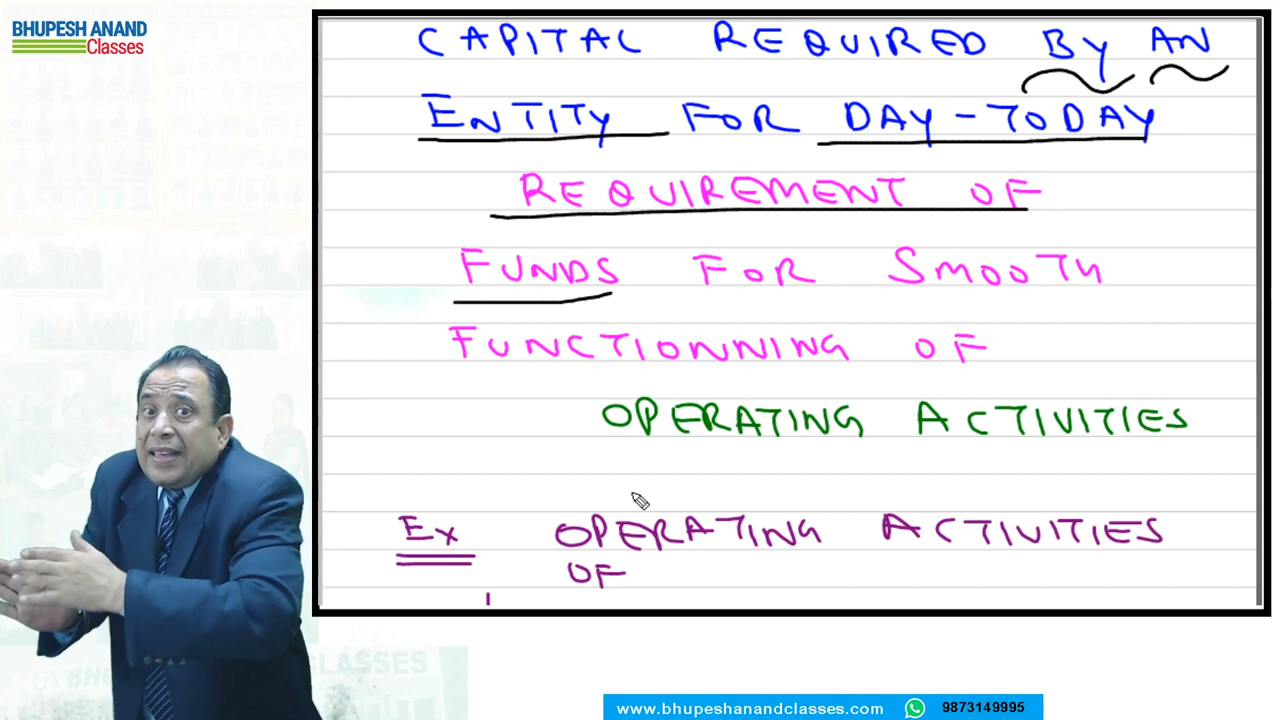 BHUPESH ANAND
Classes
CAPITAL REQUIRED BY AN
ENTITY FOR DAY-TODAY
REQUIREMENT OF
FUNDS FOR SMOOTH
FUNCTIONNING OF
OPERATING ACTIVITIES
Ex OPERATING ACTIVITIES
OF
CLASSES
www.bhupeshanandclasses.com 9873149995